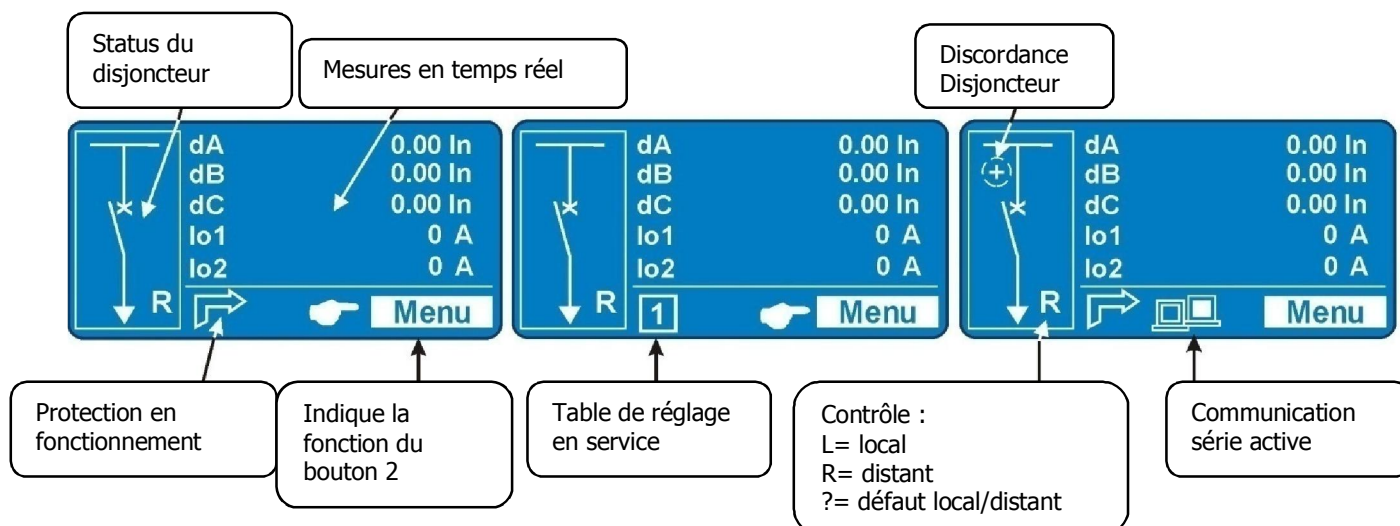 Status du
disjoncteur
Mesures en temps réel
Discordance
Disjoncteur
dA 0.00 In
dB 0.00 In
dC 0.00 In
Io1 0 A
Io2 0 A
R Menu
dA 0.00 In
dB 0.00 In
dC 0.00 In
Io1 0 A
Io2 0 A
R 1 Menu
dA 0.00 In
dB 0.00 In
dC 0.00 In
Io1 0 A
Io2 0 A
R Menu
Protection en
fonctionnement
Indique la
fonction du
bouton 2
Table de réglage
en service
Contrôle :
L= local
R= distant
?= défaut local/distant
Communication
série active